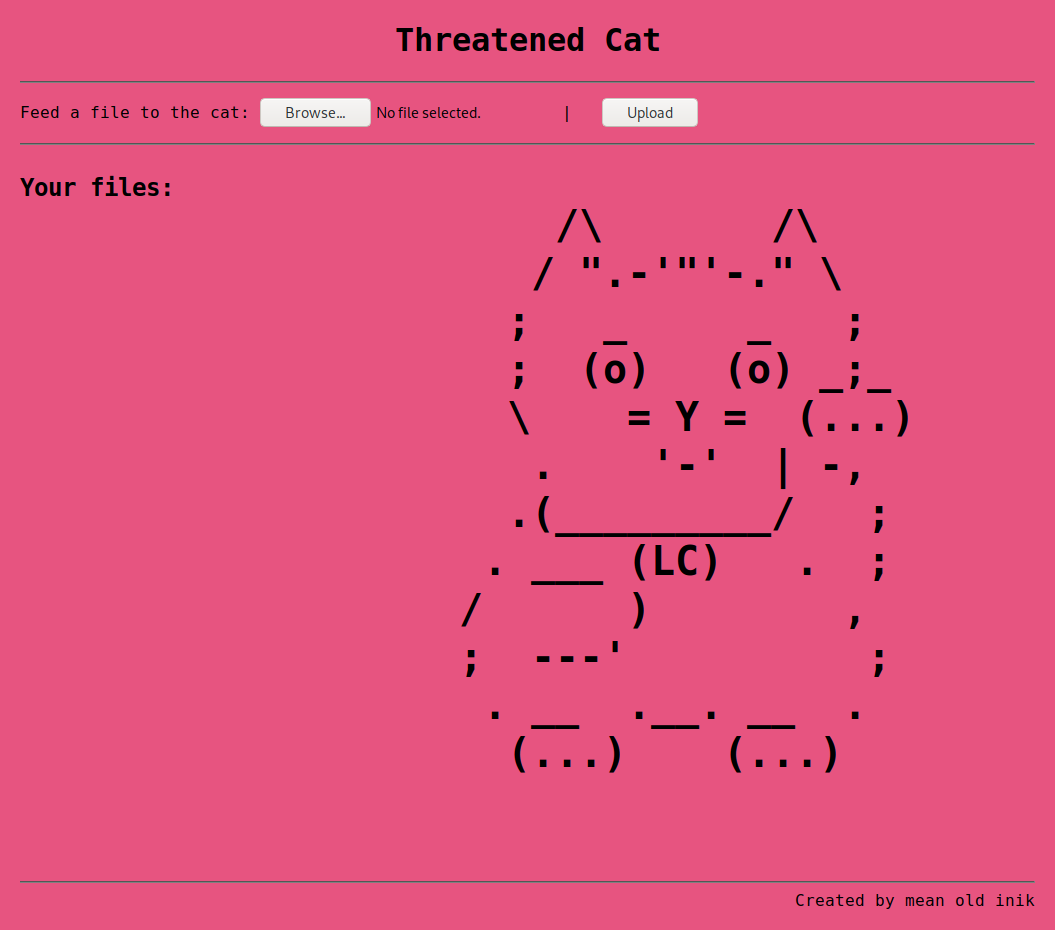 Threatened Cat
Feed a file to the cat: Browse... No file selected. | Upload
Your files:
/\       /\
/ ".-'"'-." \
;   _     _   ;
;  (o)   (o) _;_
\    = Y =  (...)
.    '-'  | -,
.(_________/   ;
. ___ (LC)   .  ;
/      )        ,
;  ---'          ;
. __  .__. __  .
(...)    (...)
Created by mean old inik